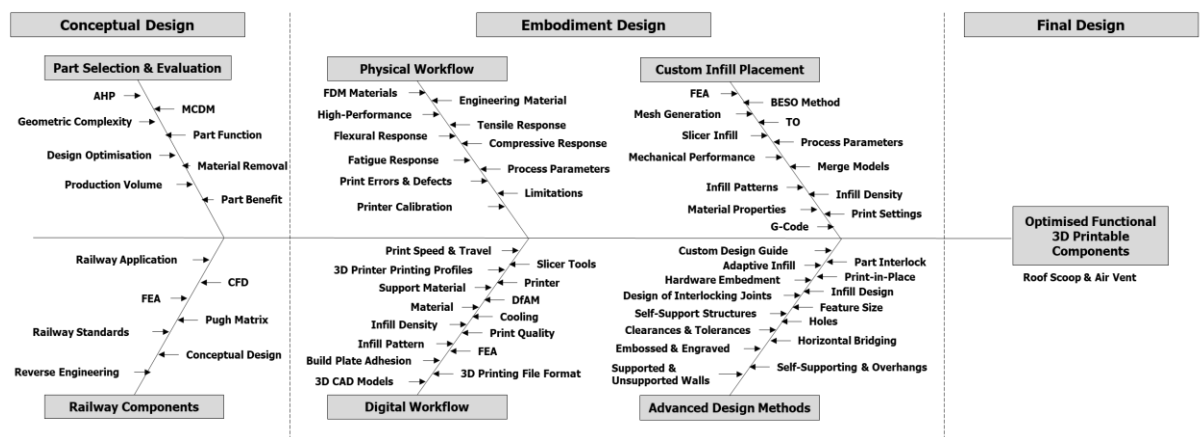 Conceptual Design
Embodiment Design
Final Design
Part Selection & Evaluation
AHP
MCDM
Geometric Complexity
Part Function
Design Optimisation
Material Removal
Production Volume
Part Benefit
Physical Workflow
FDM Materials
Engineering Material
High-Performance
Tensile Response
Flexural Response
Compressive Response
Fatigue Response
Process Parameters
Print Errors & Defects
Limitations
Printer Calibration
Custom Infill Placement
FEA
BESO Method
Mesh Generation
TO
Slicer Infill
Process Parameters
Mechanical Performance
Merge Models
Infill Patterns
Infill Density
Material Properties
Print Settings
G-Code
Railway Application
CFD
FEA
Pugh Matrix
Railway Standards
Conceptual Design
Reverse Engineering
Railway Components
Print Speed & Travel
Slicer Tools
3D Printer Printing Profiles
Printer
Support Material
DfAM
Material
Cooling
Infill Density
Print Quality
Infill Pattern
FEA
Build Plate Adhesion
3D Printing File Format
3D CAD Models
Digital Workflow
Custom Design Guide
Part Interlock
Adaptive Infill
Print-in-Place
Hardware Embedment
Infill Design
Design of Interlocking Joints
Feature Size
Self-Support Structures
Holes
Clearances & Tolerances
Horizontal Bridging
Embossed & Engraved
Self-Supporting & Overhangs
Supported &
Unsupported Walls
Advanced Design Methods
Optimised Functional
3D Printable
Components
Roof Scoop & Air Vent